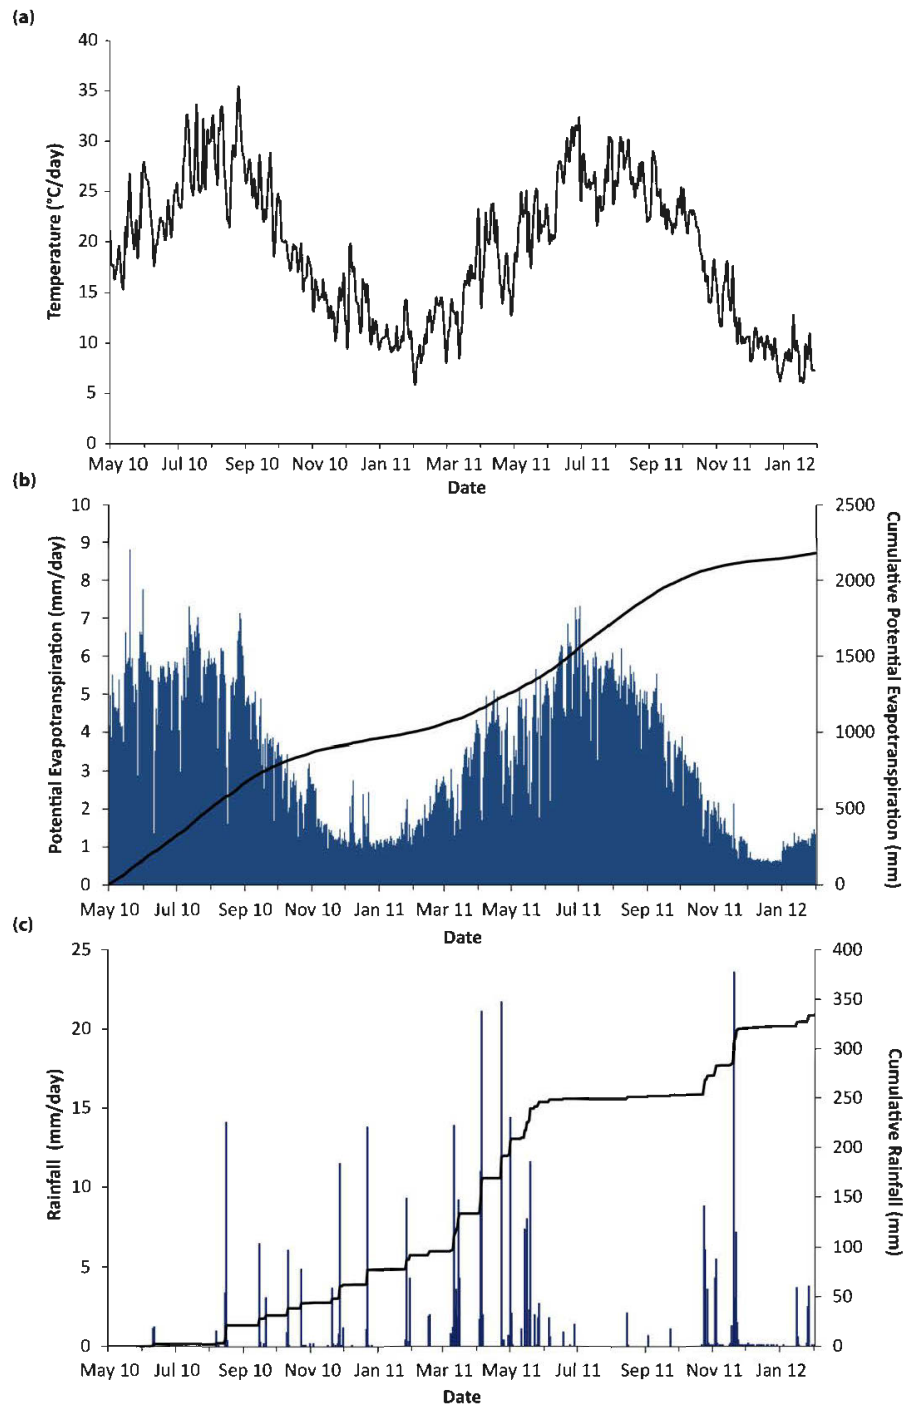 (a)
40
35
30
25
20
15
10
5
0
Temperature (°C/day)
May 10 Jul 10 Sep 10 Nov 10 Jan 11 Mar 11 May 11 Jul 11 Sep 11 Nov 11 Jan 12
Date
(b)
10
9
8
7
6
5
4
3
2
1
0
Potential Evapotranspiration (mm/day)
2500
2000
1500
1000
500
0
Cumulative Potential Evapotranspiration (mm)
May 10 Jul 10 Sep 10 Nov 10 Jan 11 Mar 11 May 11 Jul 11 Sep 11 Nov 11 Jan 12
Date
(c)
25
20
15
10
5
0
Rainfall (mm/day)
400
350
300
250
200
150
100
50
0
Cumulative Rainfall (mm)
May 10 Jul 10 Sep 10 Nov 10 Jan 11 Mar 11 May 11 Jul 11 Sep 11 Nov 11 Jan 12
Date